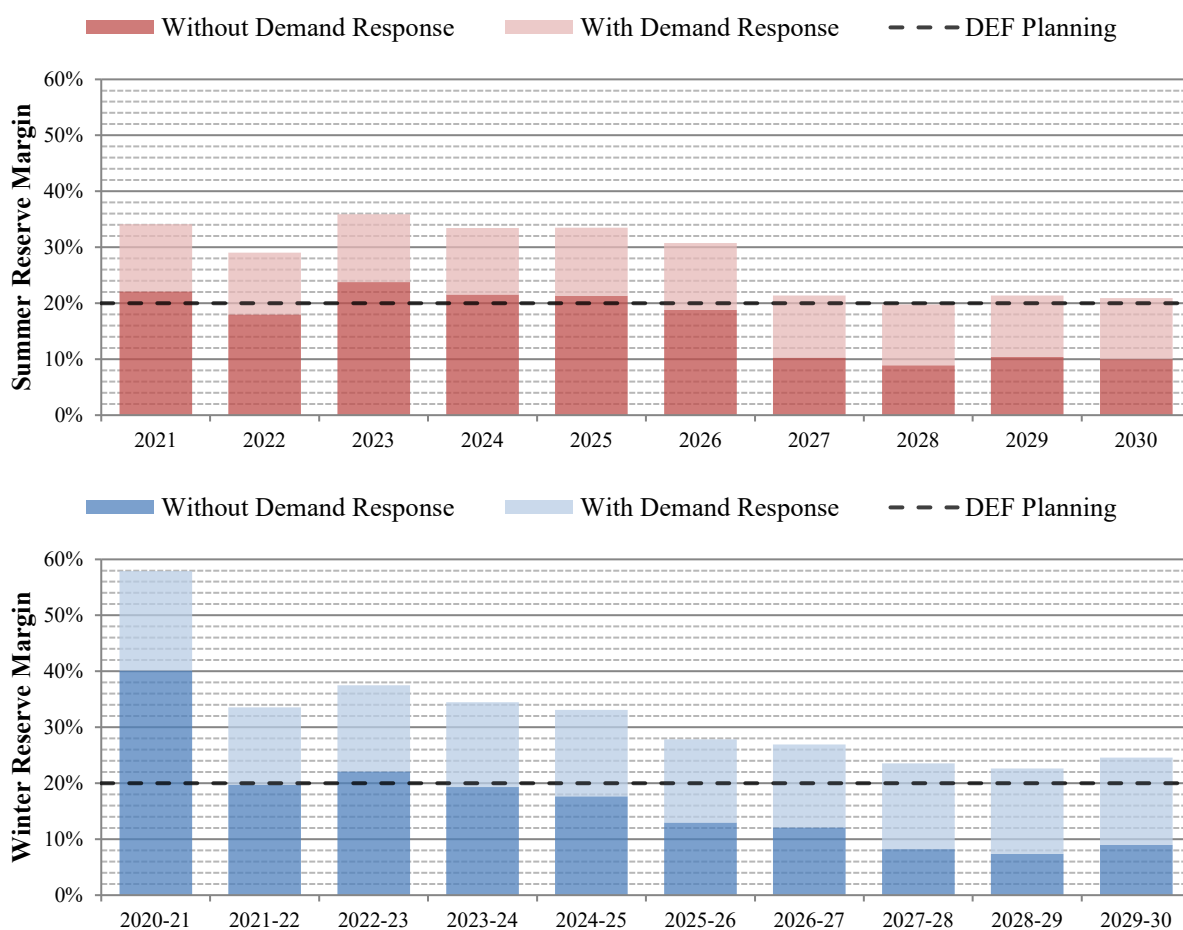 Without Demand Response With Demand Response DEF Planning
Summer Reserve Margin
60%
50%
40%
30%
20%
10%
0%
2021 2022 2023 2024 2025 2026 2027 2028 2029 2030
Without Demand Response With Demand Response DEF Planning
Winter Reserve Margin
60%
50%
40%
30%
20%
10%
0%
2020-21 2021-22 2022-23 2023-24 2024-25 2025-26 2026-27 2027-28 2028-29 2029-30